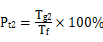 Pt2 = Tg2/Tf × 100%